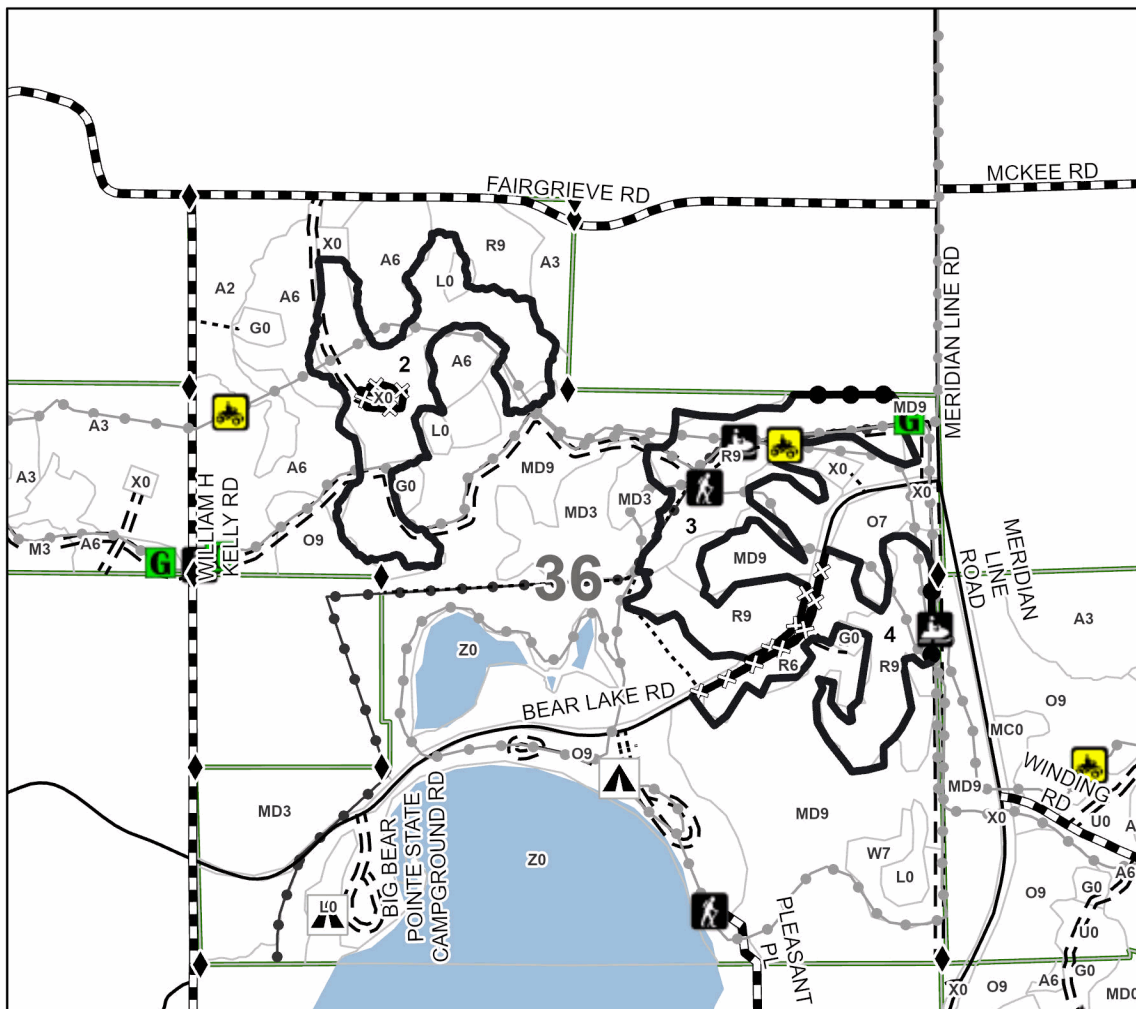 FAIRGRIEVE RD
MCKEE RD
X0
A6
R9
A3
L0
A2
A6
G0
MERIDIAN LINE RD
2
A6
X0
MD9
G
A3
L0
R9
A6
MD9
X0
A3
X0
G0
MD3
MD3
X0
3
O7
WILLIAM H
KELLY RD
O9
M3
A6
G
MD9
36
MERIDIAN
LINE
ROAD
R9
G0
4
A3
Z0
R6
R9
BEAR LAKE RD
O9
MC0
O9
MD9
WINDING
RD
MD3
MD9
X0
U0
BIG BEAR
POINTE STATE
CAMPGROUND RD
Z0
W7
L0
A6
O9
G0
L0
PLEASANT
PL
U0
G0
A6
X0
O9
MD0